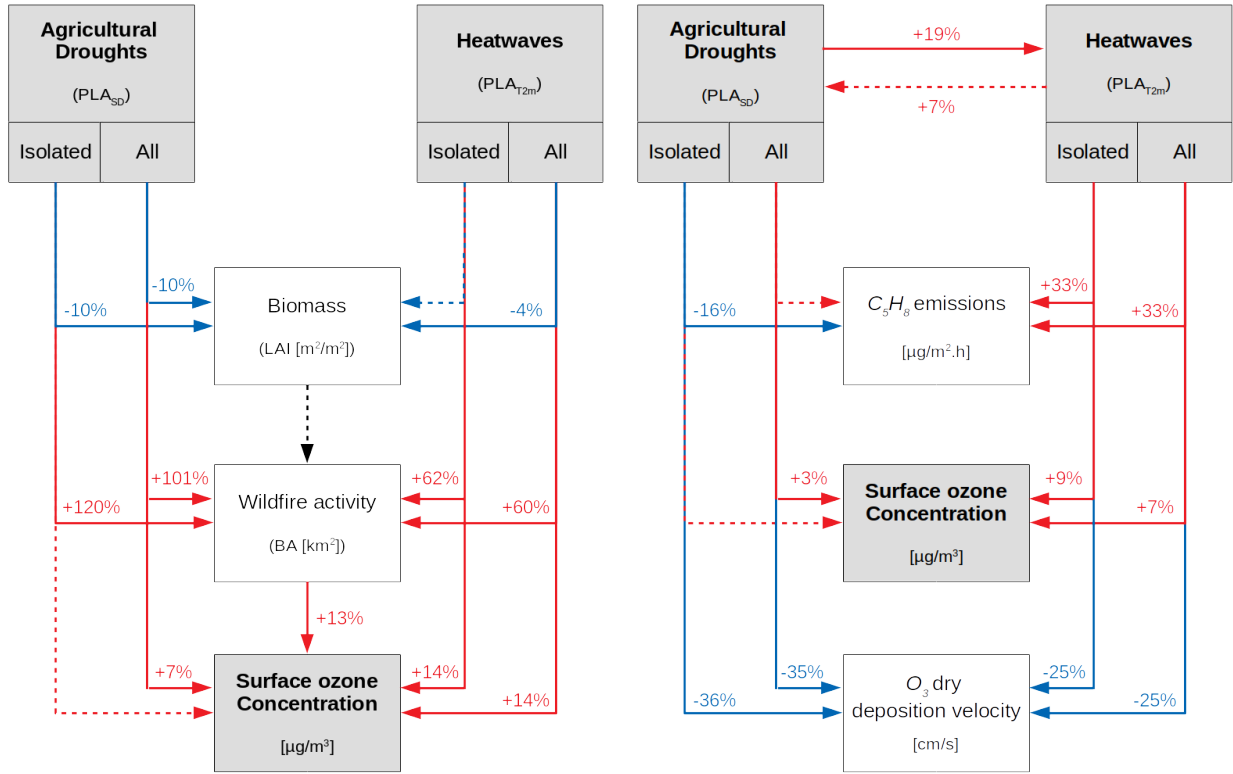 Agricultural
Droughts
(PLA_SD)
Isolated
All
Heatwaves
(PLA_T2m)
Isolated
All
-10%
-10%
Biomass
(LAI [m²/m²])
-4%
+101%
+120%
Wildfire activity
(BA [km²])
+62%
+60%
+13%
+7%
Surface ozone
Concentration
[µg/m³]
+14%
+14%
Agricultural
Droughts
(PLA_SD)
Isolated
All
+19%
+7%
Heatwaves
(PLA_T2m)
Isolated
All
-16%
C₅H₈ emissions
[µg/m².h]
+33%
+33%
+3%
Surface ozone
Concentration
[µg/m³]
+9%
+7%
-35%
-36%
O₃ dry
deposition velocity
[cm/s]
-25%
-25%